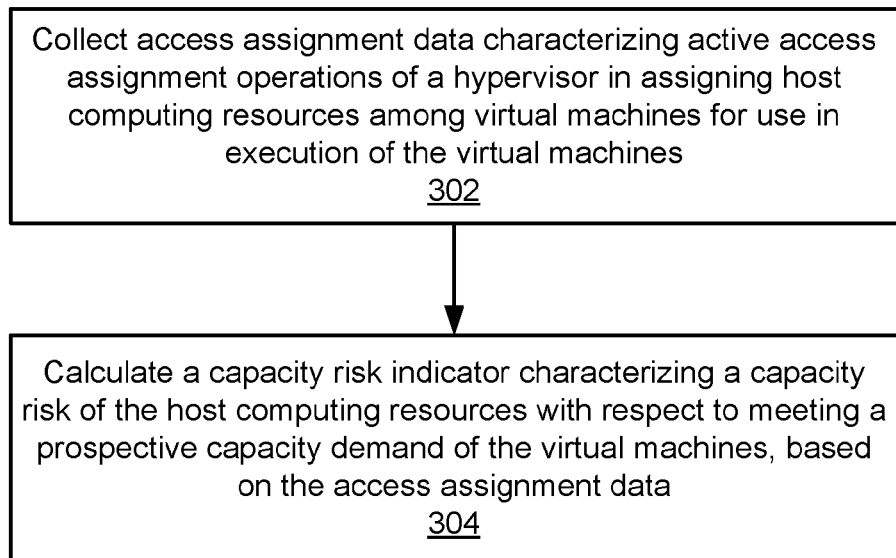 Collect access assignment data characterizing active access
assignment operations of a hypervisor in assigning host
computing resources among virtual machines for use in
execution of the virtual machines
302
Calculate a capacity risk indicator characterizing a capacity
risk of the host computing resources with respect to meeting a
prospective capacity demand of the virtual machines, based
on the access assignment data
304